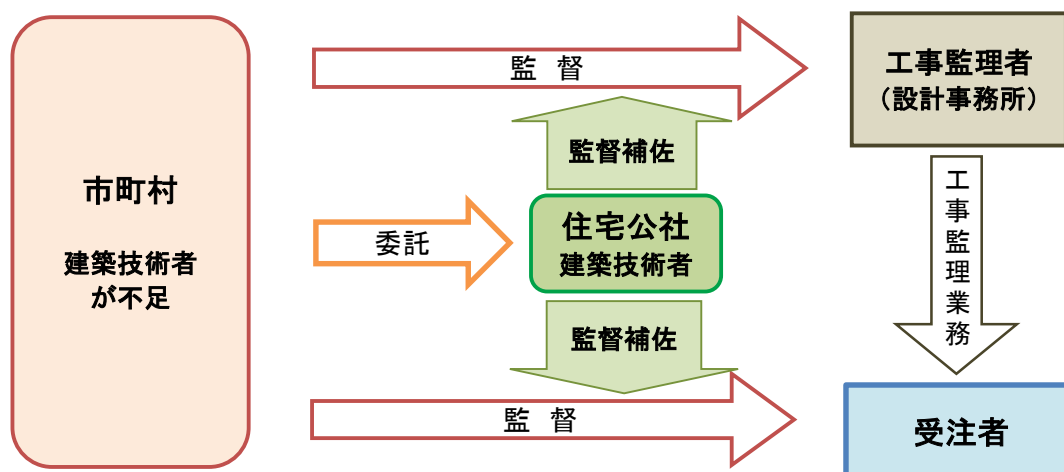 市町村
建築技術者
が不足
監 督
工事監理者
（設計事務所）
監督補佐
委託
住宅公社
建築技術者
工事監理業務
監督補佐
監 督
受注者